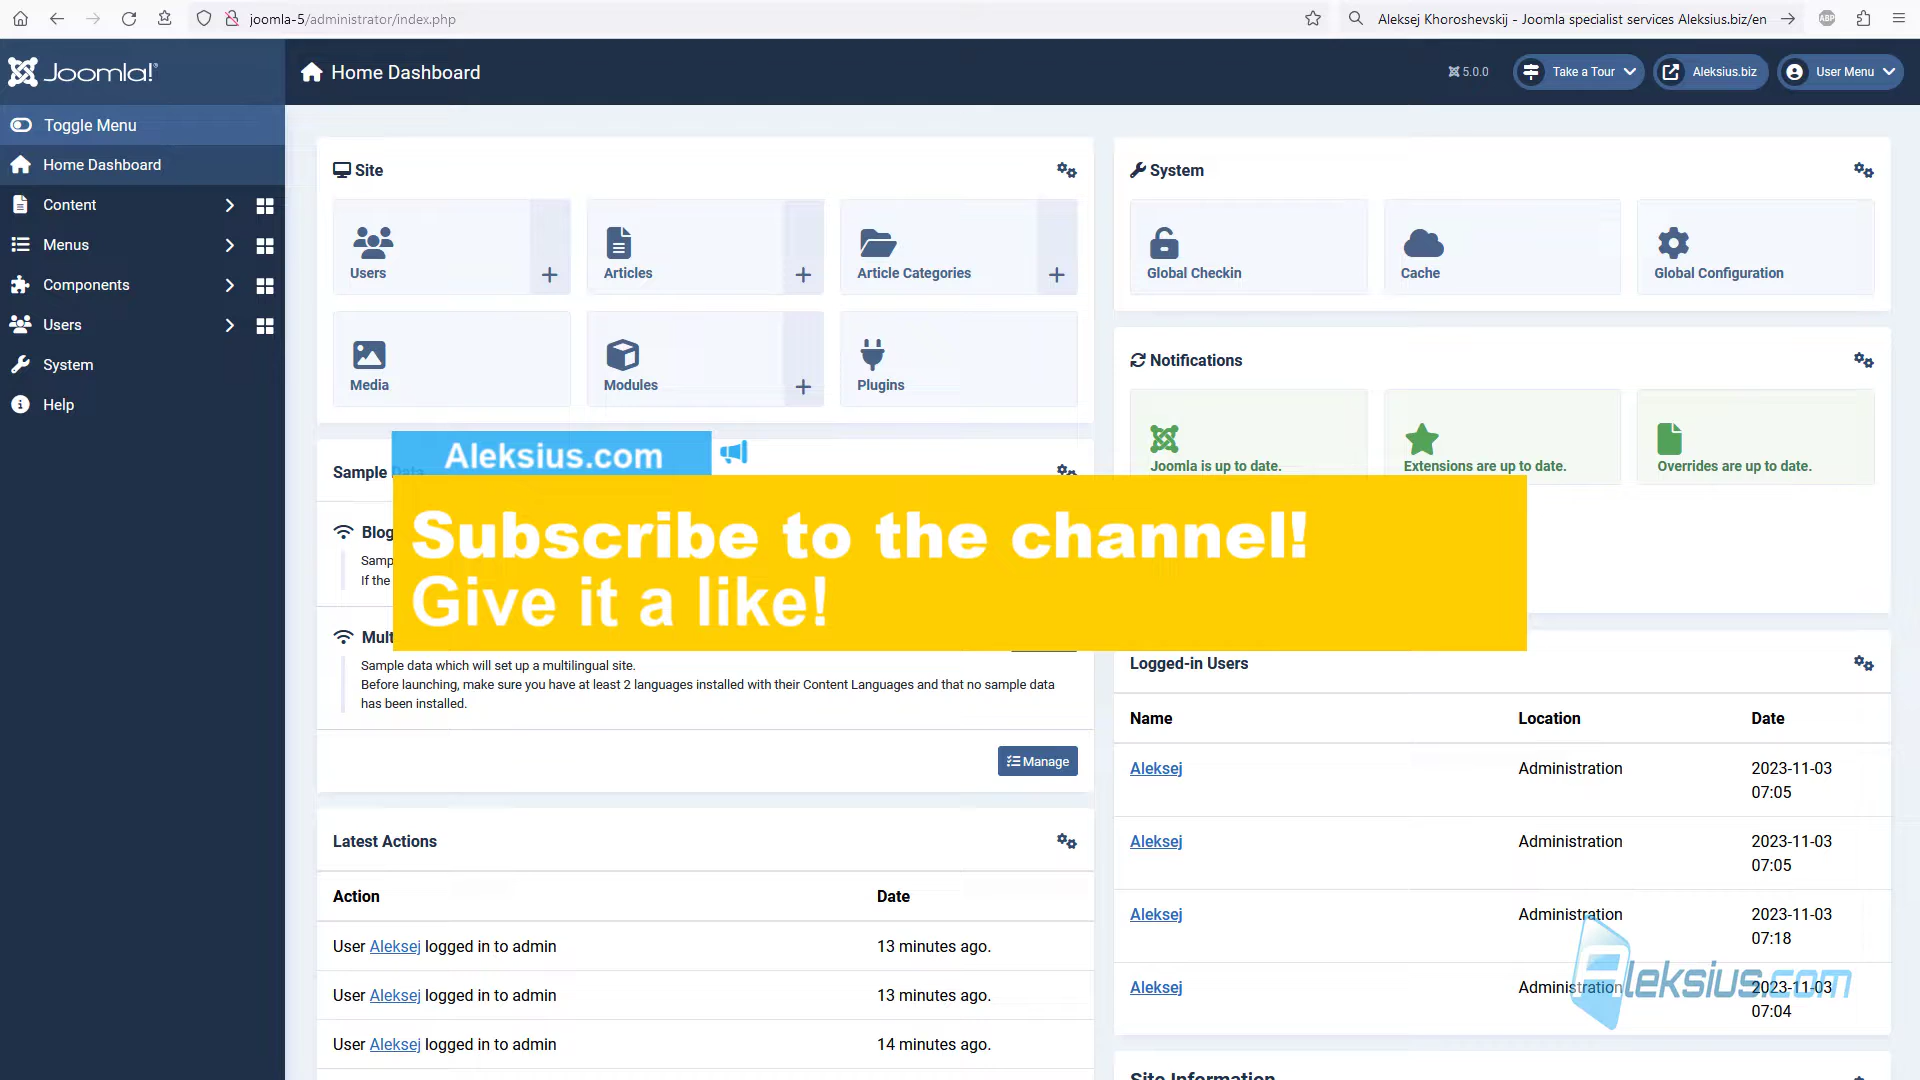 joomla-5/administrator/index.php
Aleksej Khoroshevskij - Joomla specialist services Aleksius.biz/en
ABP
Joomla!
Home Dashboard
5.0.0
Take a Tour
Aleksius.biz
User Menu
Toggle Menu
Home Dashboard
Content
Menus
Components
Users
System
Help
Site
Users
Articles
Article Categories
Media
Modules
Plugins
System
Global Checkin
Cache
Global Configuration
Notifications
Joomla is up to date.
Extensions are up to date.
Overrides are up to date.
Sample
Aleksius.com
Subscribe to the channel!
Give it a like!
Sample data which will set up a multilingual site.
Before launching, make sure you have at least 2 languages installed with their Content Languages and that no sample data
has been installed.
Manage
Latest Actions
Action Date
User Aleksej logged in to admin 13 minutes ago.
User Aleksej logged in to admin 13 minutes ago.
User Aleksej logged in to admin 14 minutes ago.
Logged-in Users
Name Location Date
Aleksej Administration 2023-11-03
07:05
Aleksej Administration 2023-11-03
07:05
Aleksej Administration 2023-11-03
07:18
Aleksej Administration 2023-11-03
07:04
Aleksius.com
Site Information